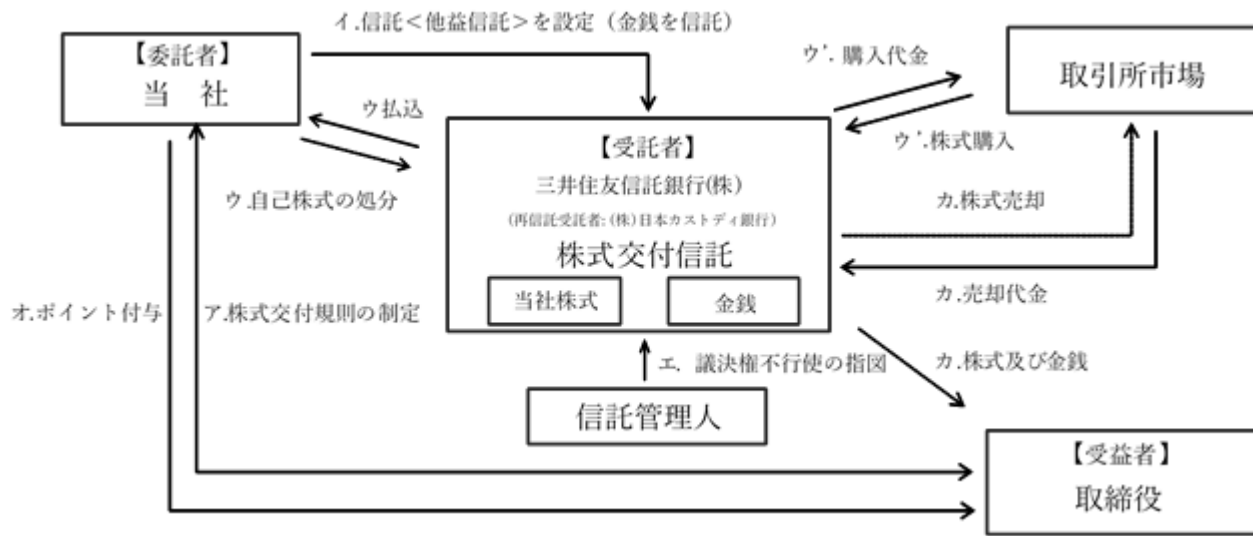 イ.信託<他益信託>を設定（金銭を信託）
【委託者】
当　社
ウ'. 購入代金
取引所市場
ウ払込
ウ'.株式購入
【受託者】
三井住友信託銀行(株)
(再信託受託者: (株)日本カストディ銀行)
株式交付信託
当社株式
金銭
ウ.自己株式の処分
カ.株式売却
カ.売却代金
オ.ポイント付与
ア.株式交付規則の制定
エ. 議決権不行使の指図
カ.株式及び金銭
信託管理人
【受益者】
取締役